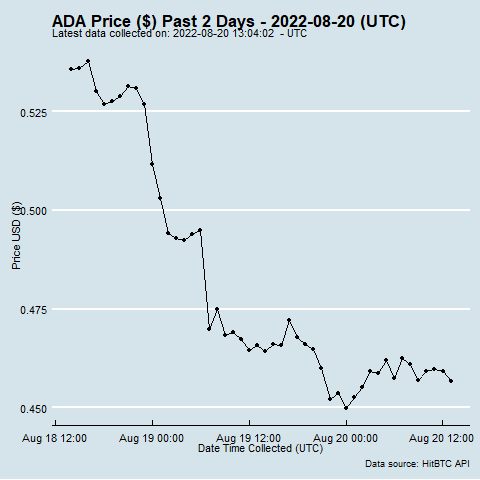 ADA Price ($) Past 2 Days - 2022-08-20 (UTC)
Latest data collected on: 2022-08-20 13:04:02 - UTC
0.525
0.500
0.475
0.450
Price USD ($)
Aug 18 12:00
Aug 19 00:00
Aug 19 12:00
Aug 20 00:00
Aug 20 12:00
Date Time Collected (UTC)
Data source: HitBTC API